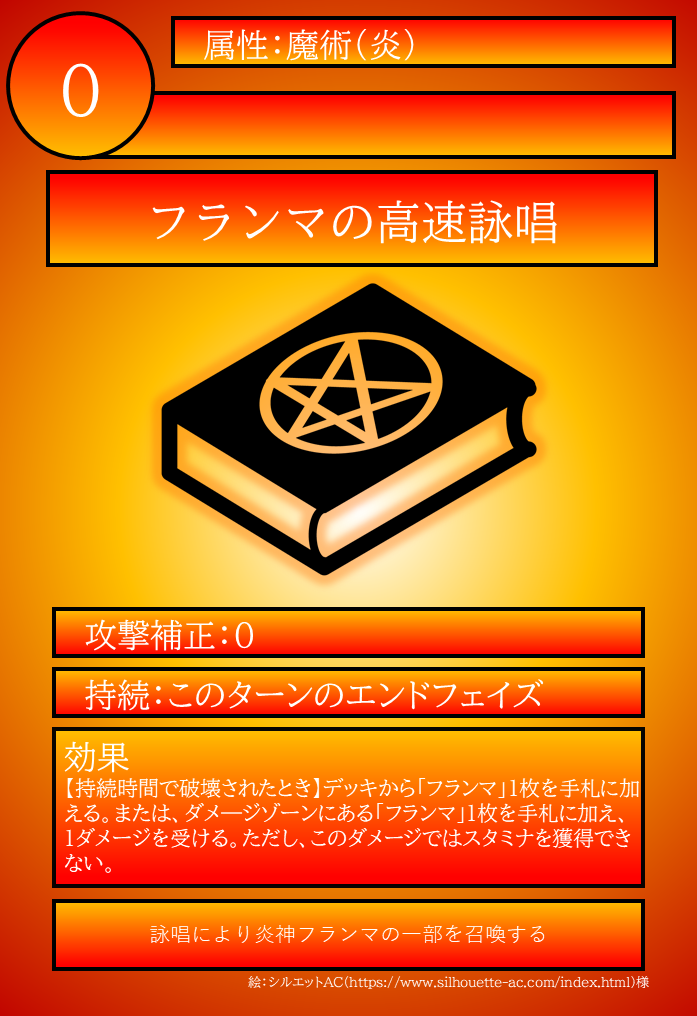 0
属性：魔術（炎）
フランマの高速詠唱
攻撃補正：0
持続：このターンのエンドフェイズ
効果
【持続時間で破壊されたとき】デッキから「フランマ」1枚を手札に加
える。または、ダメージゾーンにある「フランマ」1枚を手札に加え、
1ダメージを受ける。ただし、このダメージではスタミナを獲得でき
ない。
詠唱により炎神フランマの一部を召喚する
絵：シルエットAC（https://www.silhouette-ac.com/index.html）様